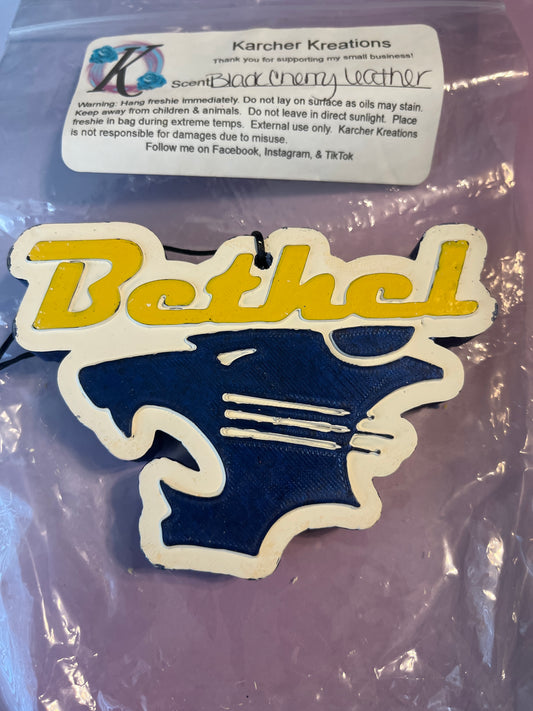 K
Karcher Kreations
Thank you for supporting my small business!
Scent Black Cherry Leather
Warning: Hang freshie immediately. Do not lay on surface as oils may stain.
Keep away from children & animals. Do not leave in direct sunlight. Place
freshie in bag during extreme temps. External use only. Karcher Kreations
is not responsible for damages due to misuse.
Follow me on Facebook, Instagram, & TikTok
Bethel